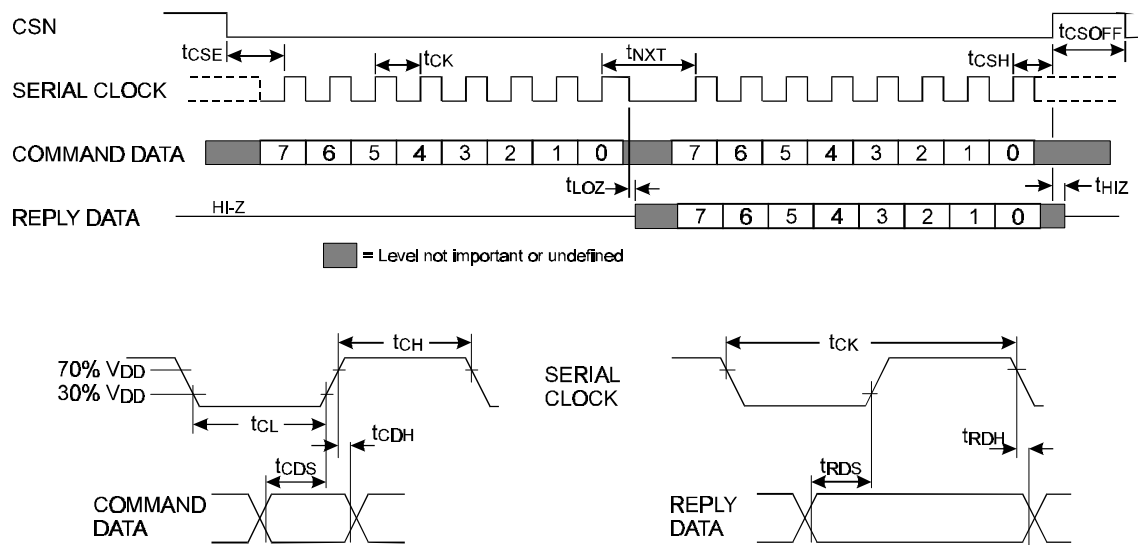 CSN
tCSOFF
tCSE
tCK
tNXT
tCSH
SERIAL CLOCK
COMMAND DATA
7 6 5 4 3 2 1 0
7 6 5 4 3 2 1 0
tLOZ
tHIZ
REPLY DATA
HI-Z
7 6 5 4 3 2 1 0
= Level not important or undefined
tCH
tCK
70% VDD
30% VDD
SERIAL
CLOCK
tCL
tCDH
tRDH
tCDS
tRDS
COMMAND
DATA
REPLY
DATA